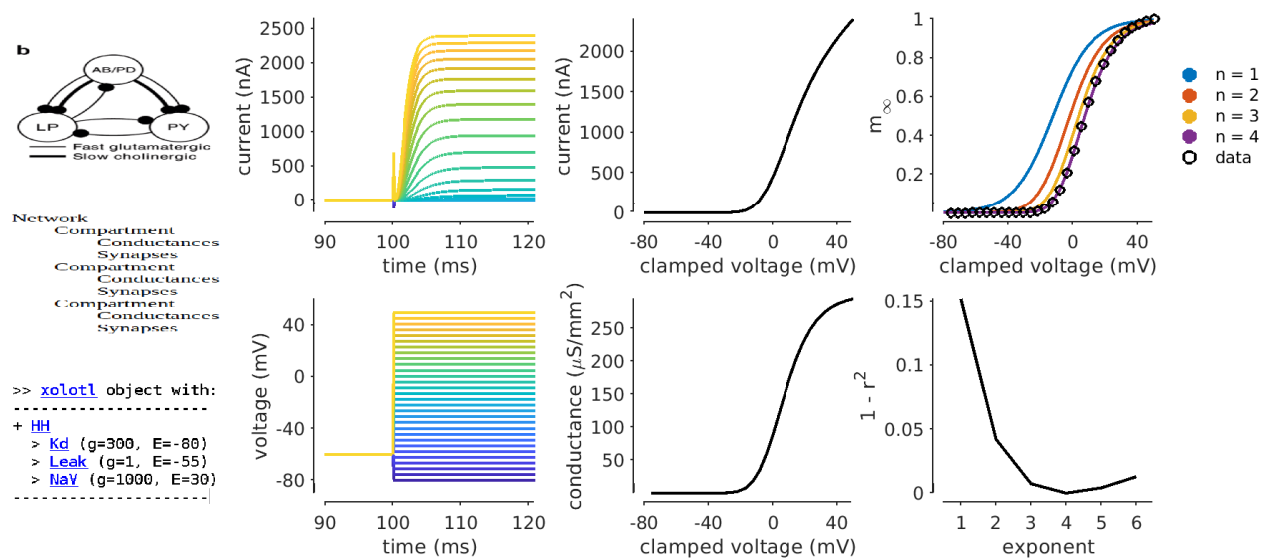 b
AB/PD
LP
PY
Fast glutamatergic
Slow cholinergic
Network
Compartment
Conductances
Synapses
Compartment
Conductances
Synapses
Compartment
Conductances
Synapses
>> xolotl object with:
---------------------
+ HH
> Kd (g=300, E=-80)
> Leak (g=1, E=-55)
> NaV (g=1000, E=30)
---------------------
current (nA)
2500
2000
1500
1000
500
0
90 100 110 120
time (ms)
current (nA)
2000
1500
1000
500
0
-80 -40 0 40
clamped voltage (mV)
m∞
1
0.8
0.6
0.4
0.2
-80 -40 0 40
clamped voltage (mV)
n = 1
n = 2
n = 3
n = 4
data
voltage (mV)
40
0
-40
-80
90 100 110 120
time (ms)
conductance (μS/mm²)
250
200
150
100
50
-80 -40 0 40
clamped voltage (mV)
1 - r²
0.15
0.1
0.05
0
1 2 3 4 5 6
exponent